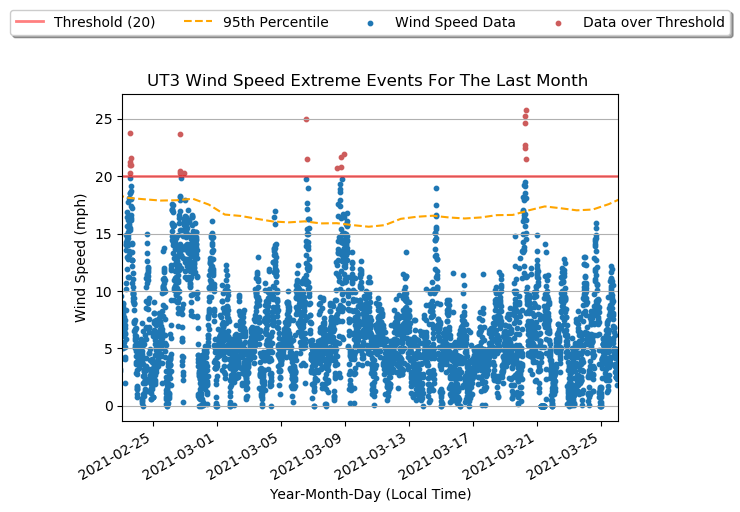 Threshold (20) 95th Percentile Wind Speed Data Data over Threshold
UT3 Wind Speed Extreme Events For The Last Month
25
20
15
10
5
0
Wind Speed (mph)
2021-02-25 2021-03-01 2021-03-05 2021-03-09 2021-03-13 2021-03-17 2021-03-21 2021-03-25
Year-Month-Day (Local Time)